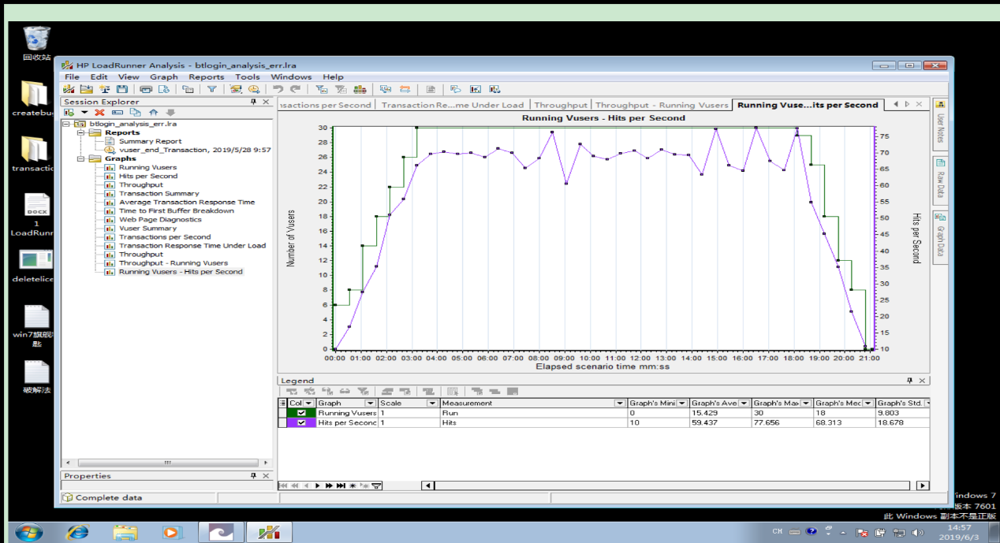 回收站
createbu
transactic
DOCX
1
LoadRunr
deletelice
win7旗舰
匙
破解法
HP LoadRunner Analysis - btlogin_analysis_err.lra
File Edit View Graph Reports Tools Windows Help
Session Explorer
btlogin_analysis_err.lra
Reports
Summary Report
vuser_end_Transaction, 2019/5/28 9:57
Graphs
Running Vusers
Hits per Second
Throughput
Transaction Summary
Average Transaction Response Time
Time to First Buffer Breakdown
Web Page Diagnostics
Vuser Summary
Transactions per Second
Transaction Response Time Under Load
Throughput
Throughput - Running Vusers
Running Vusers - Hits per Second
Properties
Complete data
nsactions per Second Transaction Re...me Under Load Throughput Throughput - Running Vusers Running Vuse...its per Second
Running Vusers - Hits per Second
Number of Vusers
30
28
26
24
22
20
18
16
14
12
10
8
6
4
2
0
75
70
65
60
55
50
45
40
35
30
25
20
15
10
Hits per Second
00:00 01:00 02:00 03:00 04:00 05:00 06:00 07:00 08:00 09:00 10:00 11:00 12:00 13:00 14:00 15:00 16:00 17:00 18:00 19:00 20:00 21:00
Elapsed scenario time mm:ss
User Notes
Raw Data
Graph Data
Legend
Col Graph Scale Measurement Graph's Mini Graph's Ave Graph's Max Graph's Mec Graph's Std.
Running Vusers 1 Run 0 15.429 30 18 9.803
Hits per Second 1 Hits 10 59.437 77.656 68.313 18.678
indows 7
版本 7601
此 Windows 副本不是正版
CH
14:57
2019/6/3